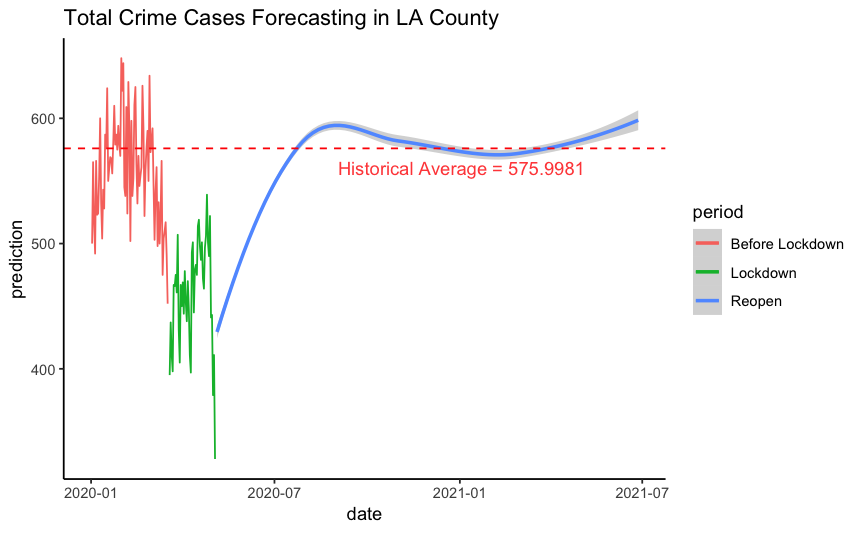 Total Crime Cases Forecasting in LA County
prediction
600
500
400
Historical Average = 575.9981
2020-01
2020-07
2021-01
2021-07
date
period
Before Lockdown
Lockdown
Reopen